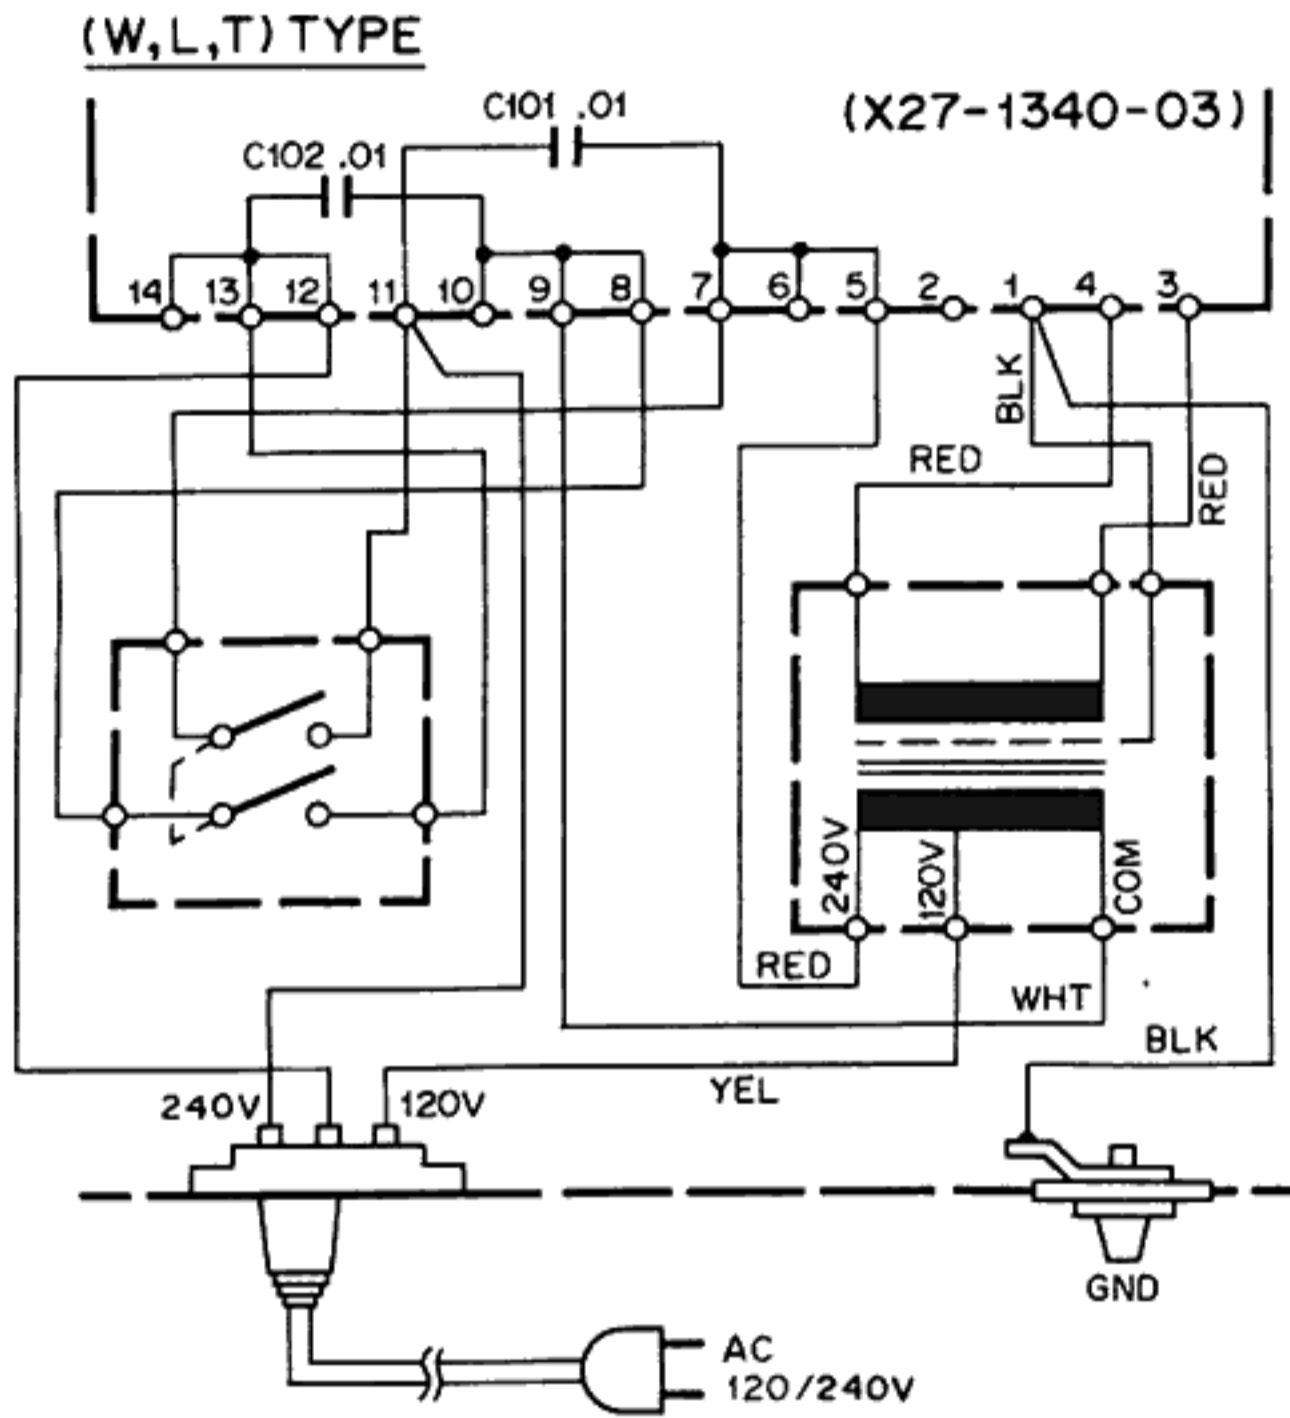 (W,L,T) TYPE
C101 .01
(X27-1340-03)
C102 .01
14 13 12 11 10 9 8 7 6 5 2 1 4 3
BLK
RED
RED
240V
120V
COM
RED
WHT
BLK
YEL
240V
120V
GND
AC
120/240V